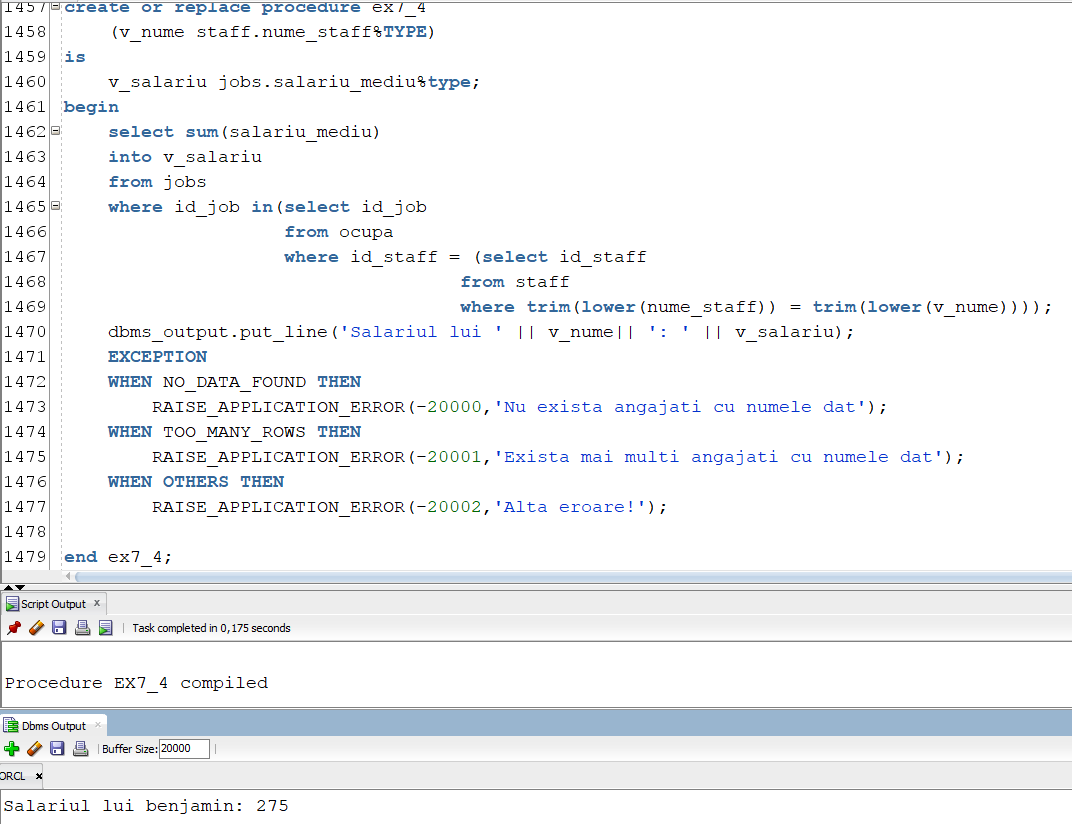 1457 create or replace procedure ex7_4
1458 (v_nume staff.nume_staff%TYPE)
1459 is
1460 v_salariu jobs.salariu_mediu%type;
1461 begin
1462 select sum(salariu_mediu)
1463 into v_salariu
1464 from jobs
1465 where id_job in(select id_job
1466 from ocupa
1467 where id_staff = (select id_staff
1468 from staff
1469 where trim(lower(nume_staff)) = trim(lower(v_nume))));
1470 dbms_output.put_line('Salariul lui ' || v_nume|| ': ' || v_salariu);
1471 EXCEPTION
1472 WHEN NO_DATA_FOUND THEN
1473 RAISE_APPLICATION_ERROR(-20000,'Nu exista angajati cu numele dat');
1474 WHEN TOO_MANY_ROWS THEN
1475 RAISE_APPLICATION_ERROR(-20001,'Exista mai multi angajati cu numele dat');
1476 WHEN OTHERS THEN
1477 RAISE_APPLICATION_ERROR(-20002,'Alta eroare!');
1478
1479 end ex7_4;
Script Output x
Task completed in 0,175 seconds
Procedure EX7_4 compiled
Dbms Output x
Buffer Size: 20000
ORCL x
Salariul lui benjamin: 275